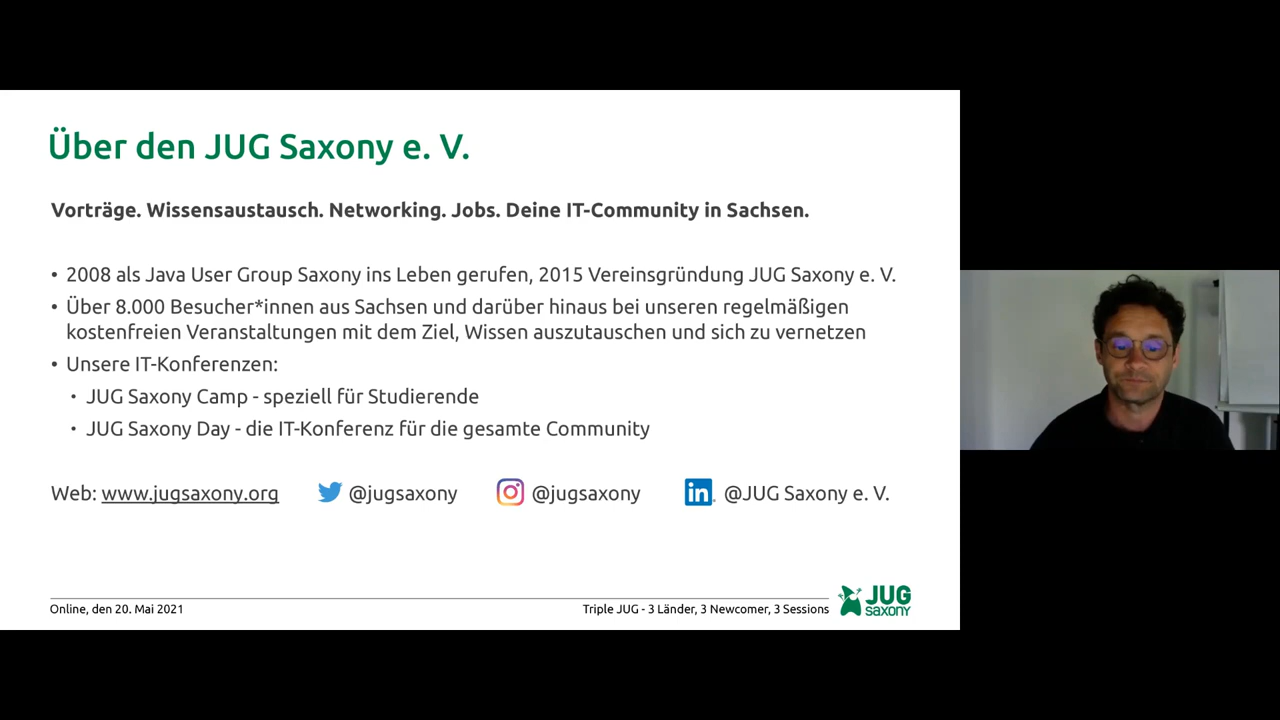 Über den JUG Saxony e. V.
Vorträge. Wissensaustausch. Networking. Jobs. Deine IT-Community in Sachsen.
• 2008 als Java User Group Saxony ins Leben gerufen, 2015 Vereinsgründung JUG Saxony e. V.
• Über 8.000 Besucher*innen aus Sachsen und darüber hinaus bei unseren regelmäßigen
kostenfreien Veranstaltungen mit dem Ziel, Wissen auszutauschen und sich zu vernetzen
• Unsere IT-Konferenzen:
• JUG Saxony Camp - speziell für Studierende
• JUG Saxony Day - die IT-Konferenz für die gesamte Community
Web: www.jugsaxony.org @jugsaxony @jugsaxony in @JUG Saxony e. V.
Online, den 20. Mai 2021 Triple JUG - 3 Länder, 3 Newcomer, 3 Sessions
JUG
saxony